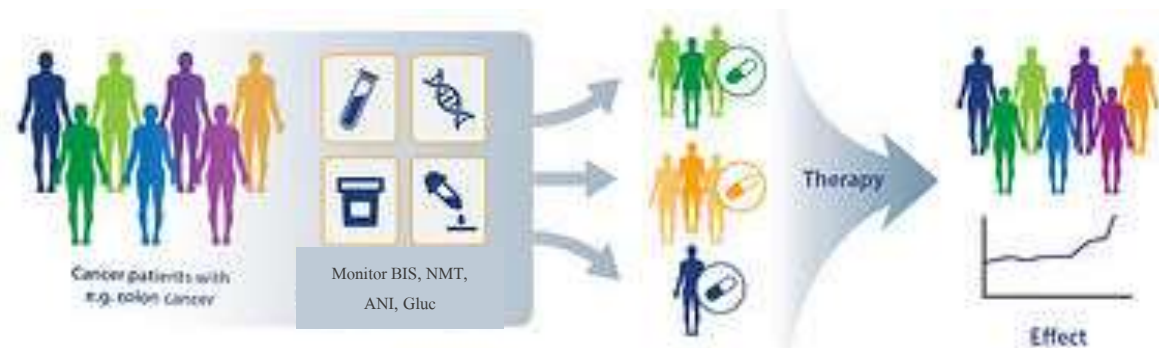 Cancer patients with
e.g. colon cancer
Monitor BIS, NMT,
ANI, Gluc
Therapy
Effect